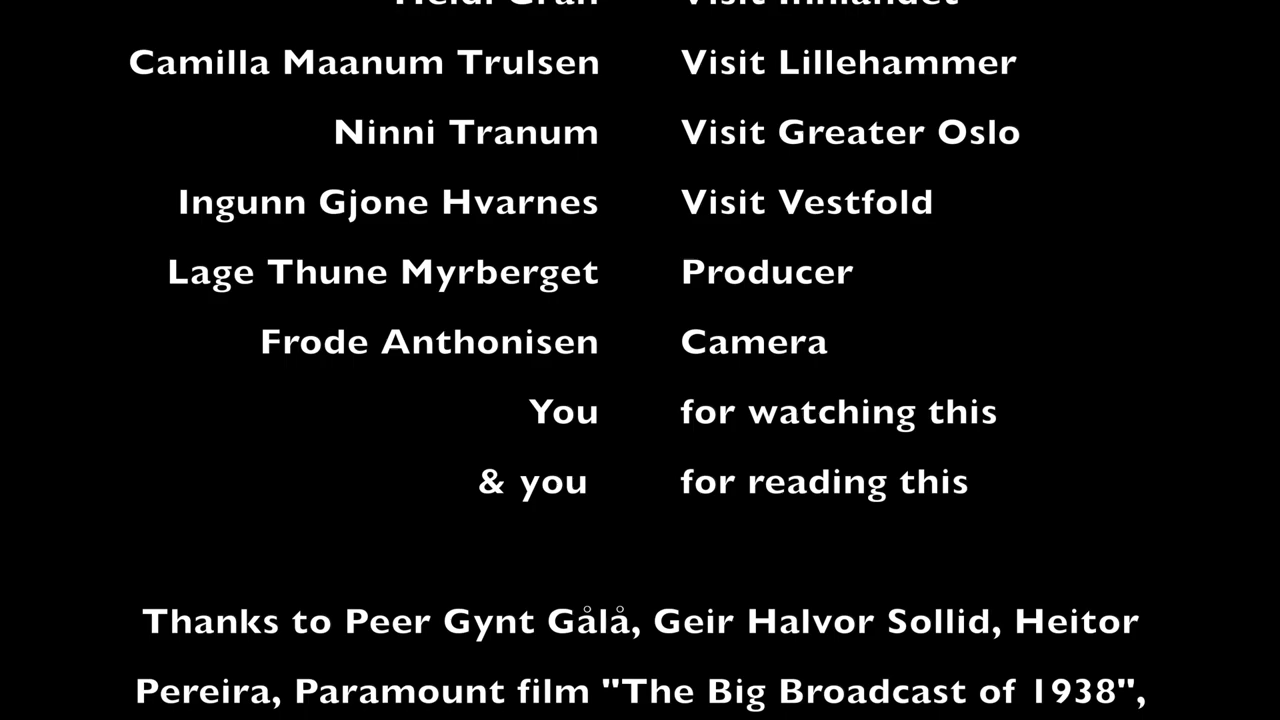 Heidi Gran Visit Innlandet
Camilla Maanum Trulsen Visit Lillehammer
Ninni Tranum Visit Greater Oslo
Ingunn Gjone Hvarnes Visit Vestfold
Lage Thune Myrberget Producer
Frode Anthonisen Camera
You for watching this
& you for reading this
Thanks to Peer Gynt Gålå, Geir Halvor Sollid, Heitor
Pereira, Paramount film "The Big Broadcast of 1938",